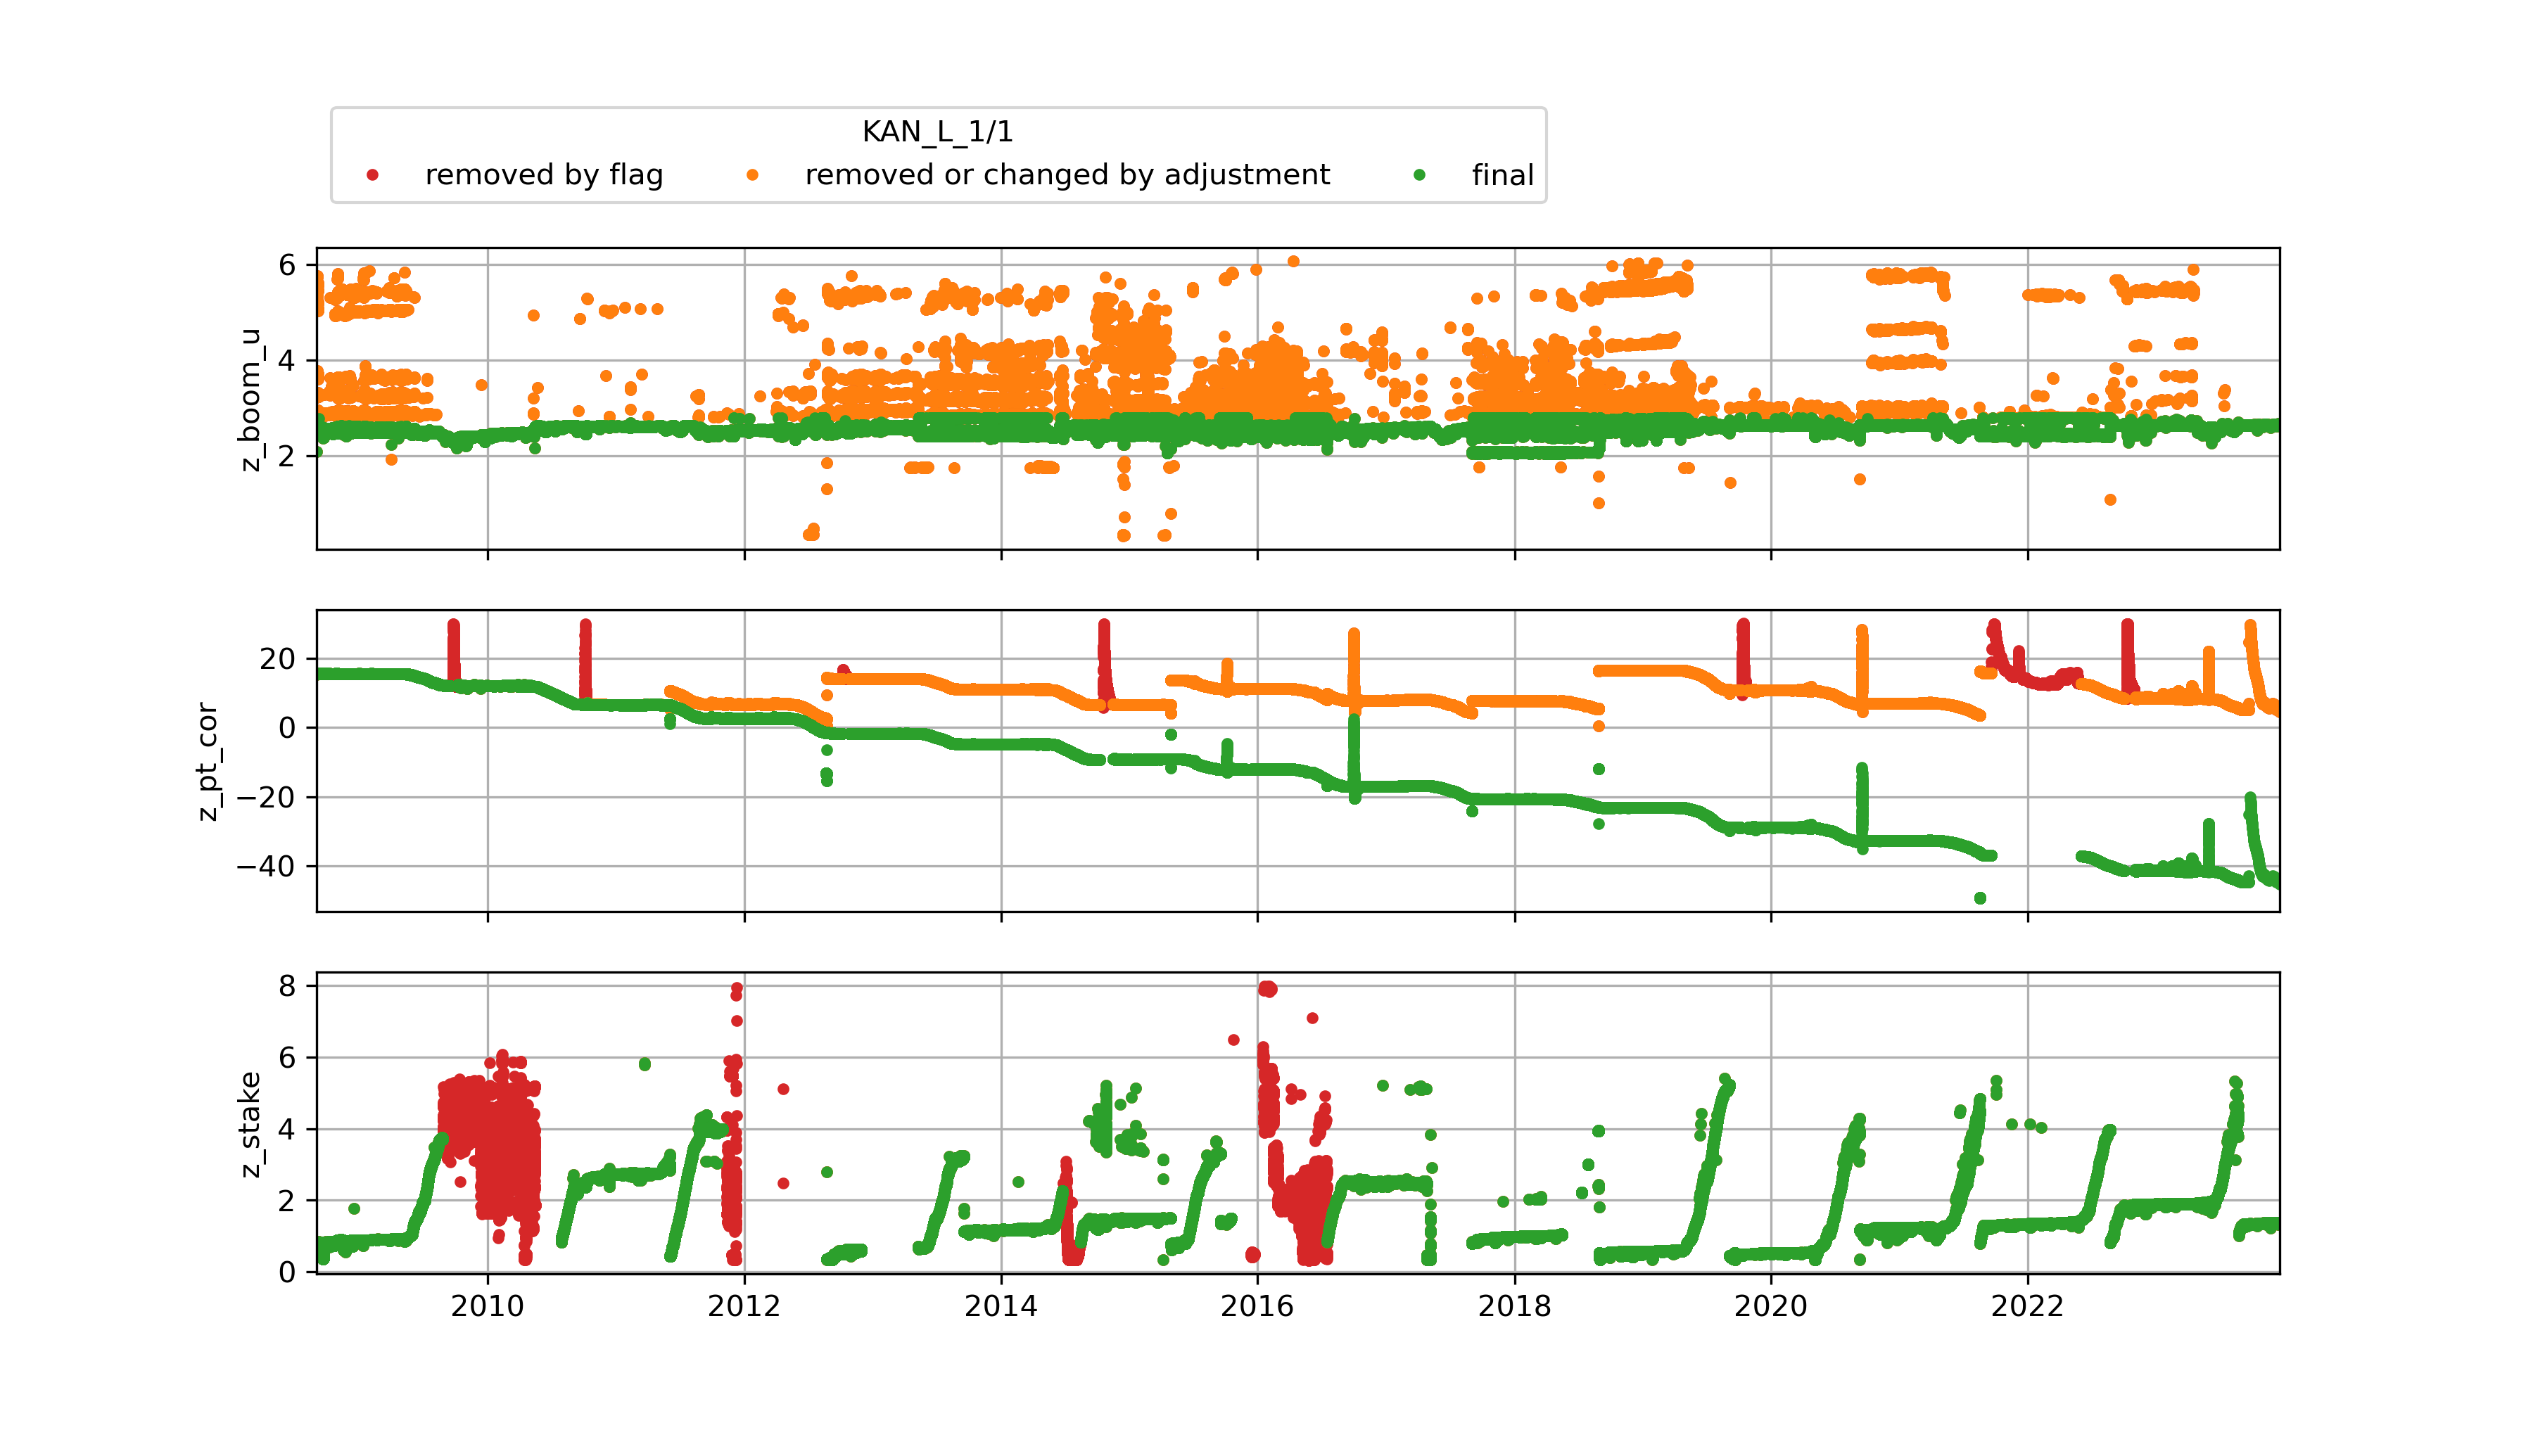 KAN_L_1/1
removed by flag removed or changed by adjustment final
z_boom_u
6
4
2
z_pt_cor
20
0
−20
−40
z_stake
8
6
4
2
0
2010 2012 2014 2016 2018 2020 2022